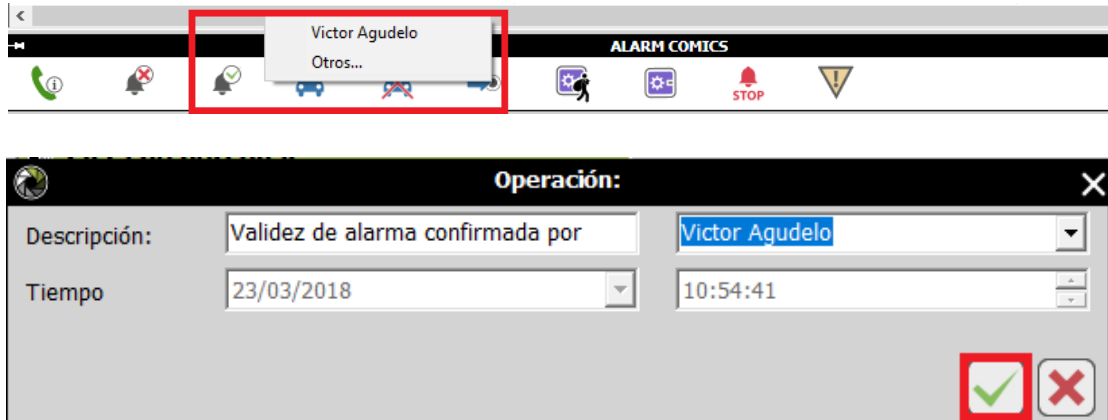 Victor Agudelo
Otros...
ALARM COMICS
STOP
Operación:
Descripción:
Validez de alarma confirmada por
Victor Agudelo
Tiempo
23/03/2018
10:54:41